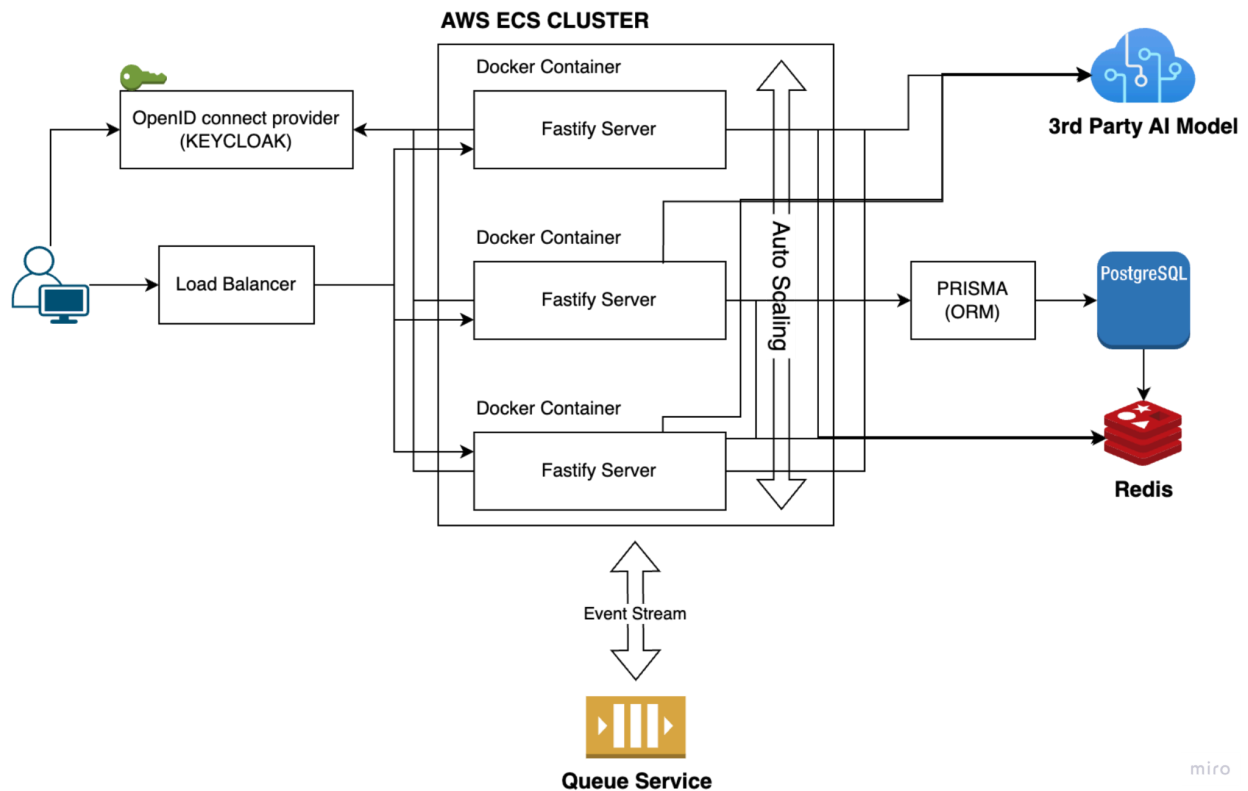 AWS ECS CLUSTER
Docker Container
OpenID connect provider
(KEYCLOAK)
Fastify Server
3rd Party AI Model
Docker Container
Load Balancer
Fastify Server
Auto Scaling
PRISMA
(ORM)
PostgreSQL
Docker Container
Fastify Server
Redis
Event Stream
Queue Service
miro